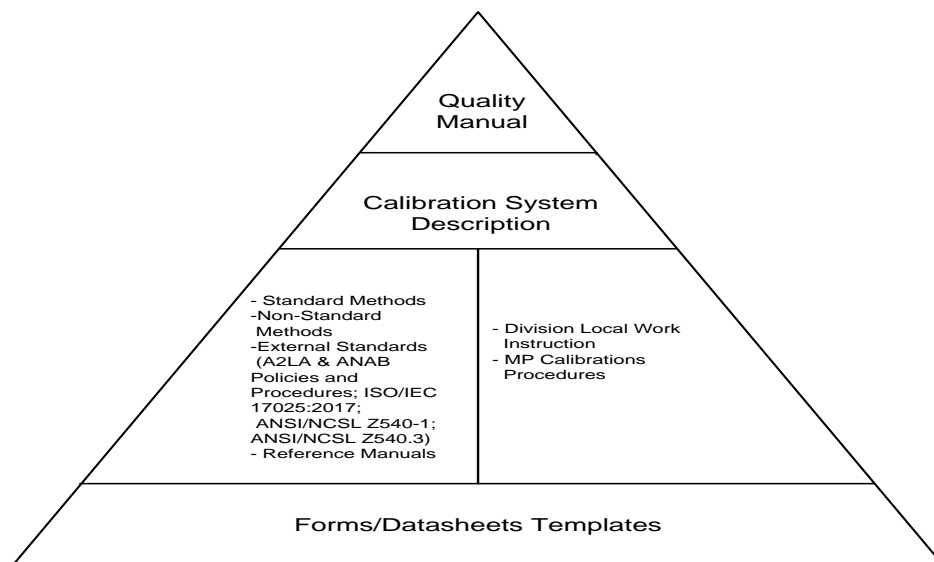 Quality
Manual
Calibration System
Description
- Standard Methods
-Non-Standard
Methods
-External Standards
(A2LA & ANAB
Policies and
Procedures; ISO/IEC
17025:2017;
ANSI/NCSL Z540-1;
ANSI/NCSL Z540.3)
- Reference Manuals
- Division Local Work
Instruction
- MP Calibrations
Procedures
Forms/Datasheets Templates